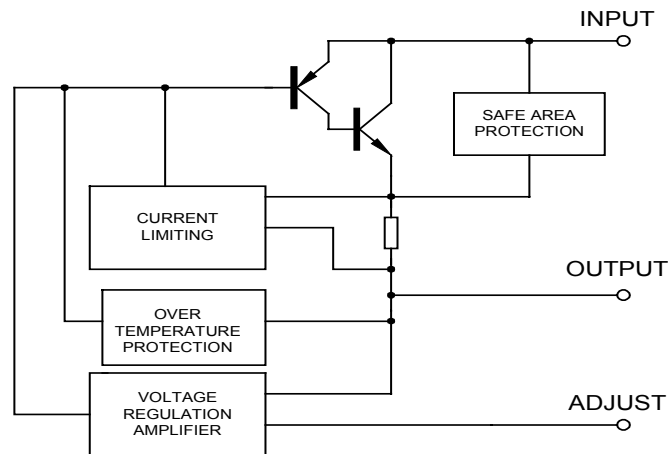 INPUT
SAFE AREA
PROTECTION
CURRENT
LIMITING
OUTPUT
OVER
TEMPERATURE
PROTECTION
VOLTAGE
REGULATION
AMPLIFIER
ADJUST